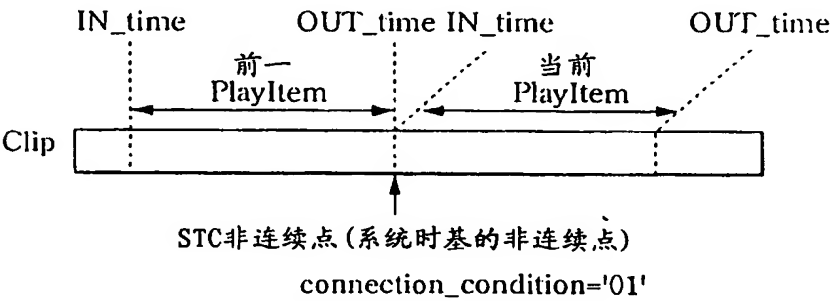 IN_time OUT_time IN_time OUT_time
前一 当前
PlayItem PlayItem
Clip
STC非连续点(系统时基的非连续点)
connection_condition='01'